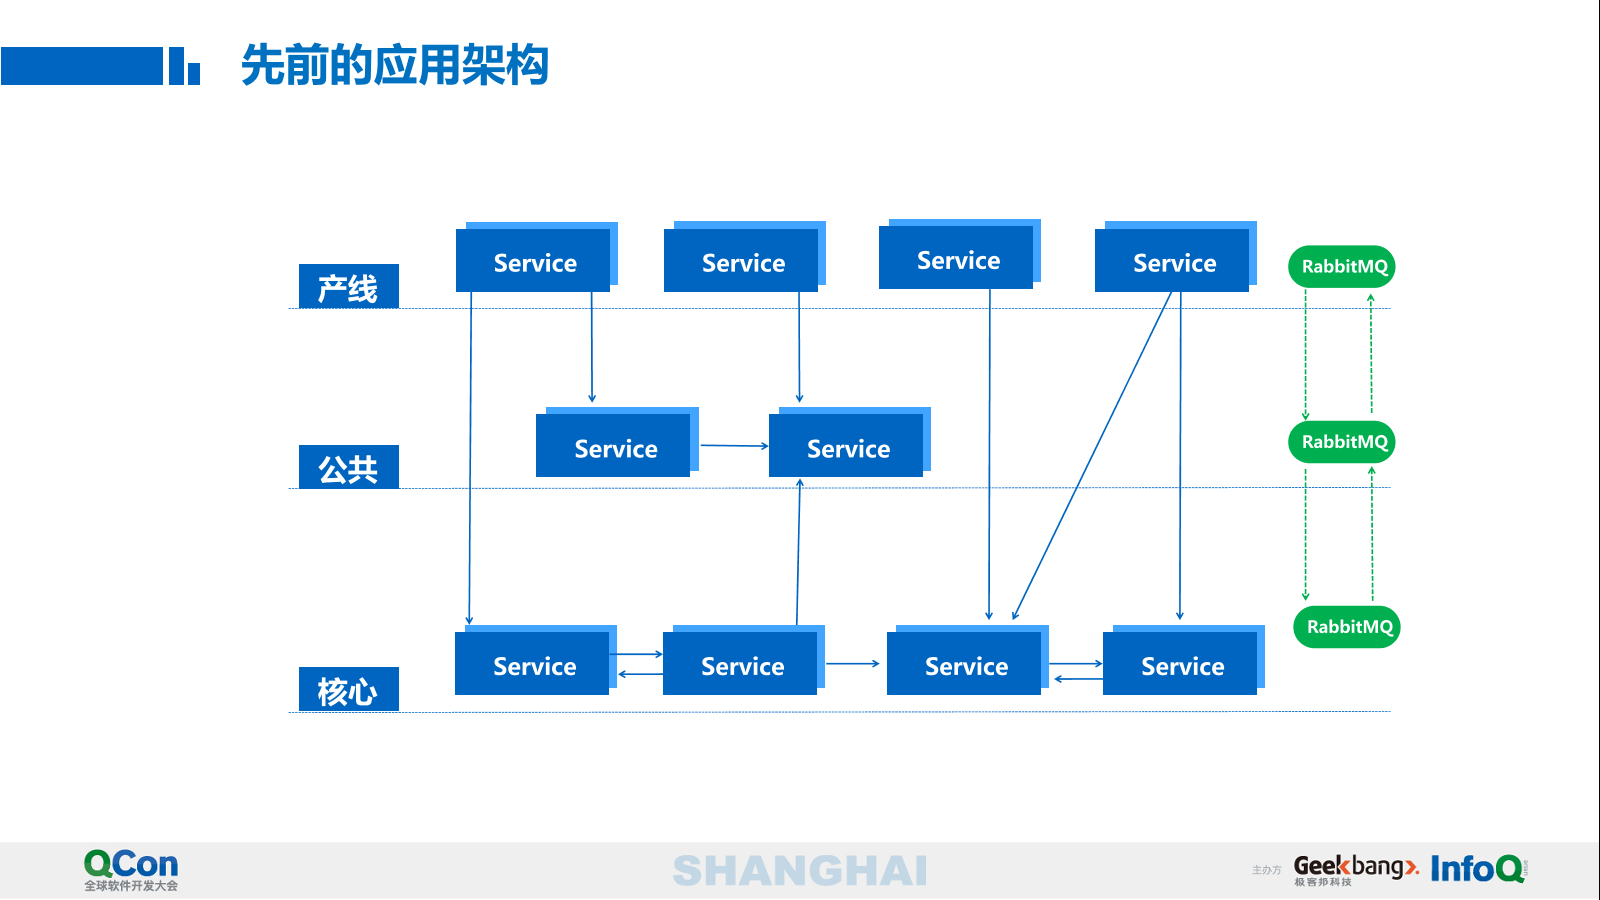 先前的应用架构
Service
Service
Service
Service
RabbitMQ
产线
Service
Service
RabbitMQ
公共
Service
Service
Service
Service
RabbitMQ
核心
QCon
全球软件开发大会
SHANGHAI
主办方
Geekbang
极客邦科技
InfoQ